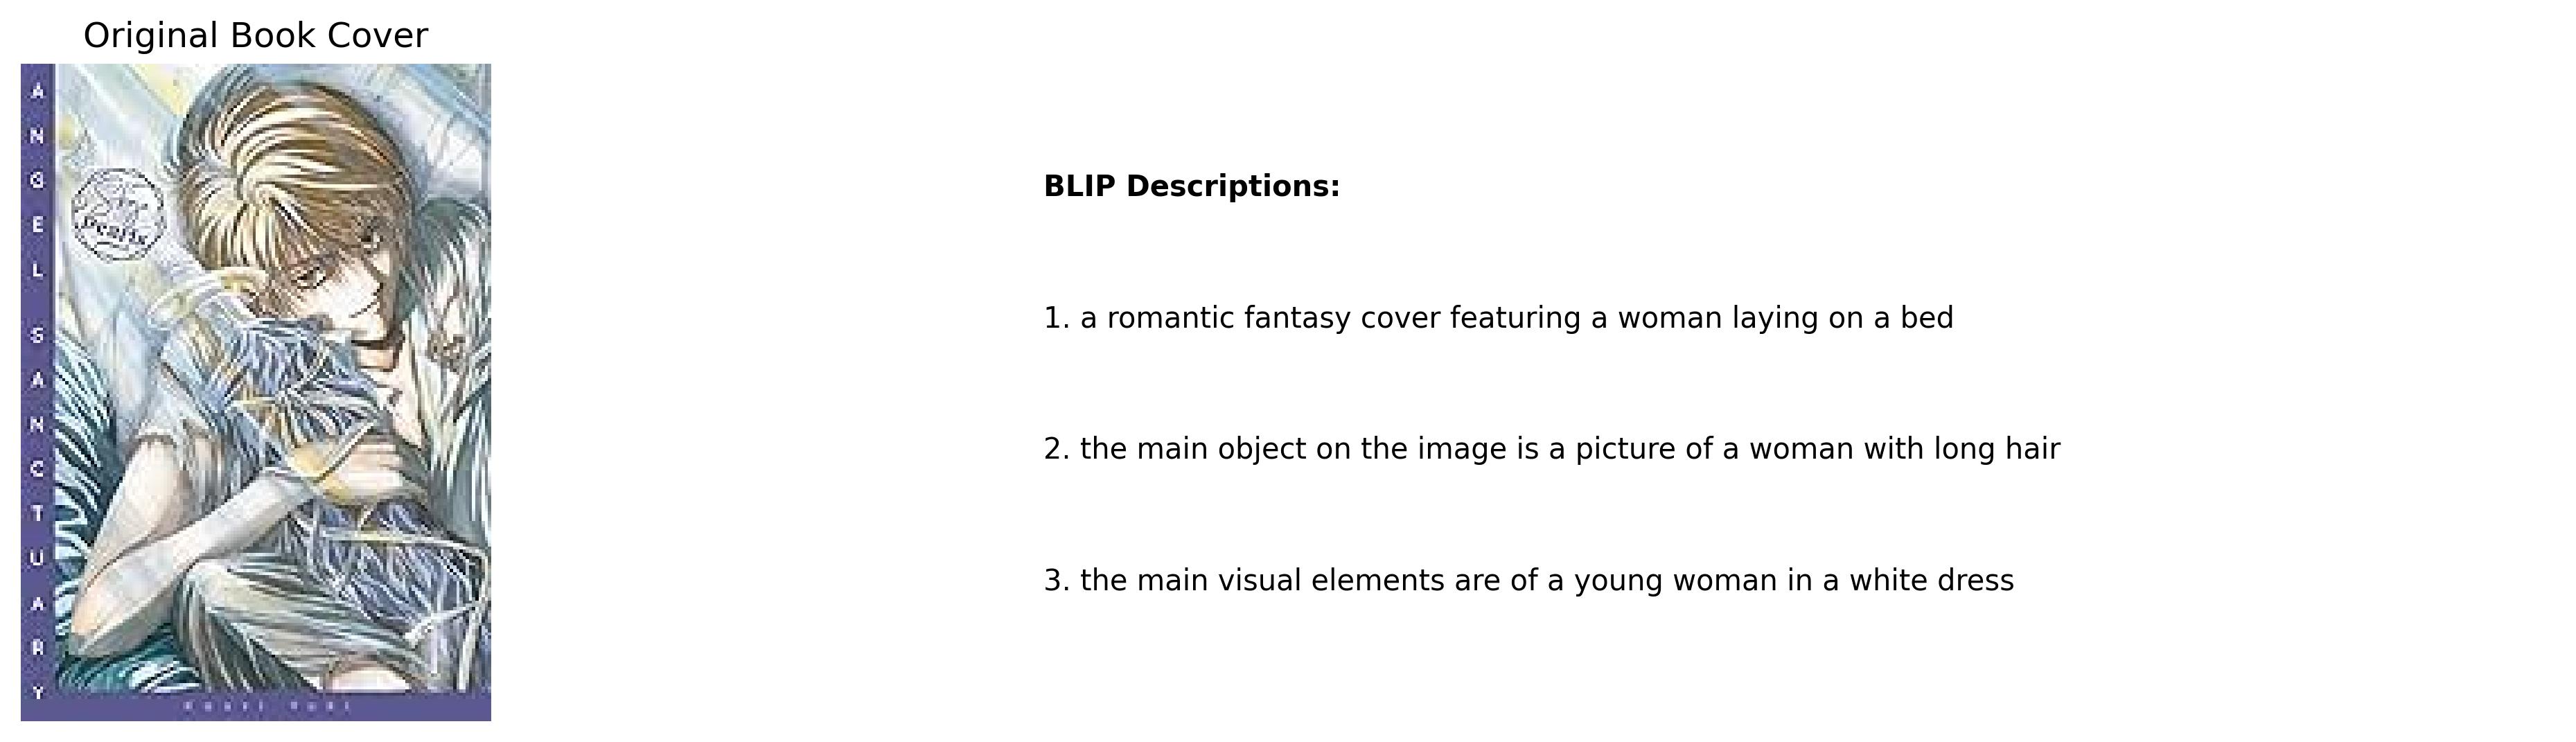 Original Book Cover
ANGEL SANCTUARY
KAORI YUKI
BLIP Descriptions:
1. a romantic fantasy cover featuring a woman laying on a bed
2. the main object on the image is a picture of a woman with long hair
3. the main visual elements are of a young woman in a white dress